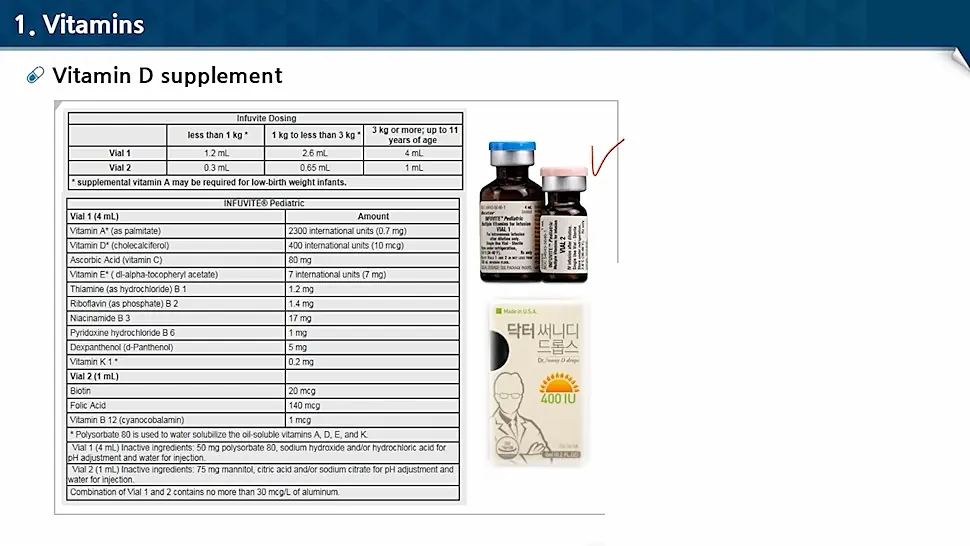 1. Vitamins
Vitamin D supplement
Infuvite Dosing
less than 1 kg * 1 kg to less than 3 kg * 3 kg or more; up to 11 years of age
Vial 1 1.2 mL 2.6 mL 4 mL
Vial 2 0.3 mL 0.65 mL 1 mL
* supplemental vitamin A may be required for low-birth weight infants.
INFUVITE® Pediatric
Vial 1 (4 mL) Amount
Vitamin A* (as palmitate) 2300 international units (0.7 mg)
Vitamin D* (cholecalciferol) 400 international units (10 mcg)
Ascorbic Acid (vitamin C) 80 mg
Vitamin E* ( dl-alpha-tocopheryl acetate) 7 international units (7 mg)
Thiamine (as hydrochloride) B 1 1.2 mg
Riboflavin (as phosphate) B 2 1.4 mg
Niacinamide B 3 17 mg
Pyridoxine hydrochloride B 6 1 mg
Dexpanthenol (d-Panthenol) 5 mg
Vitamin K 1 * 0.2 mg
Vial 2 (1 mL)
Biotin 20 mcg
Folic Acid 140 mcg
Vitamin B 12 (cyanocobalamin) 1 mcg
* Polysorbate 80 is used to water solubilize the oil-soluble vitamins A, D, E, and K.
Vial 1 (4 mL) Inactive ingredients: 50 mg polysorbate 80, sodium hydroxide and/or hydrochloric acid for
pH adjustment and water for injection.
Vial 2 (1 mL) Inactive ingredients: 75 mg mannitol, citric acid and/or sodium citrate for pH adjustment and
water for injection.
Combination of Vial 1 and 2 contains no more than 30 mcg/L of aluminum.
INFUVITE® Pediatric
Multiple Vitamins for Infusion
VIAL 1
INFUVITE® Pediatric
VIAL 2
Made in U.S.A.
닥터 써니디
드롭스
Dr. Sunny D drops
400 IU